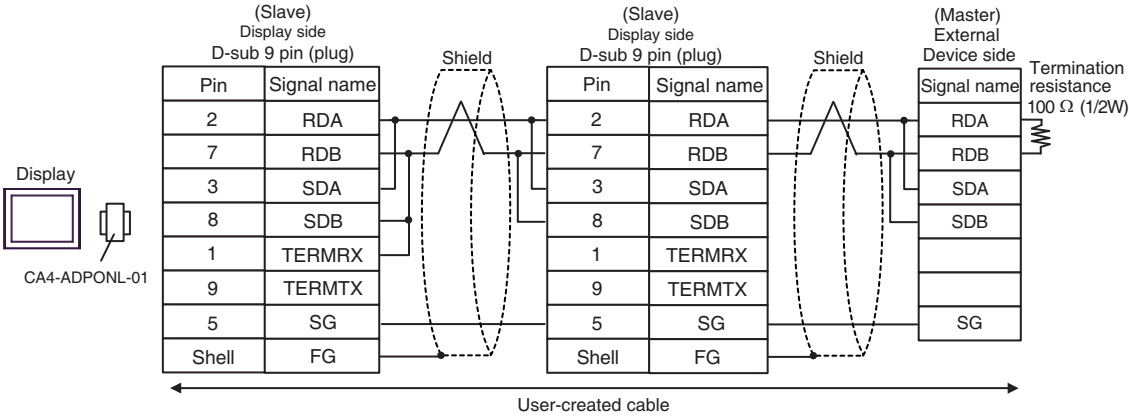 (Slave)
Display side
D-sub 9 pin (plug)
Shield
(Slave)
Display side
D-sub 9 pin (plug)
Shield
(Master)
External
Device side
Termination
resistance
100 Ω (1/2W)
Pin Signal name
2 RDA
7 RDB
3 SDA
8 SDB
1 TERMRX
9 TERMTX
5 SG
Shell FG
Pin Signal name
2 RDA
7 RDB
3 SDA
8 SDB
1 TERMRX
9 TERMTX
5 SG
Shell FG
Signal name
RDA
RDB
SDA
SDB
SG
Display
CA4-ADPONL-01
User-created cable